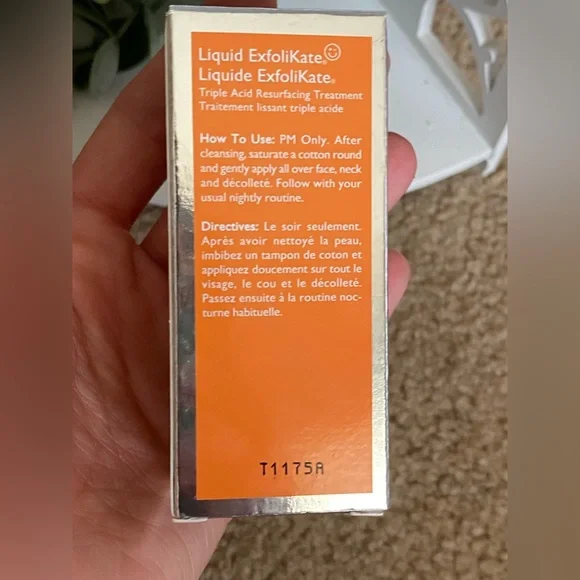 Liquid ExfoliKate®
Liquide ExfoliKate®
Triple Acid Resurfacing Treatment
Traitement lissant triple acide
How To Use: PM Only. After
cleansing, saturate a cotton round
and gently apply all over face, neck
and décolleté. Follow with your
usual nightly routine.
Directives: Le soir seulement.
Après avoir nettoyé la peau,
imbibez un tampon de coton et
appliquez doucement sur tout le
visage, le cou et le décolleté.
Passez ensuite à la routine noc-
turne habituelle.
T1175A